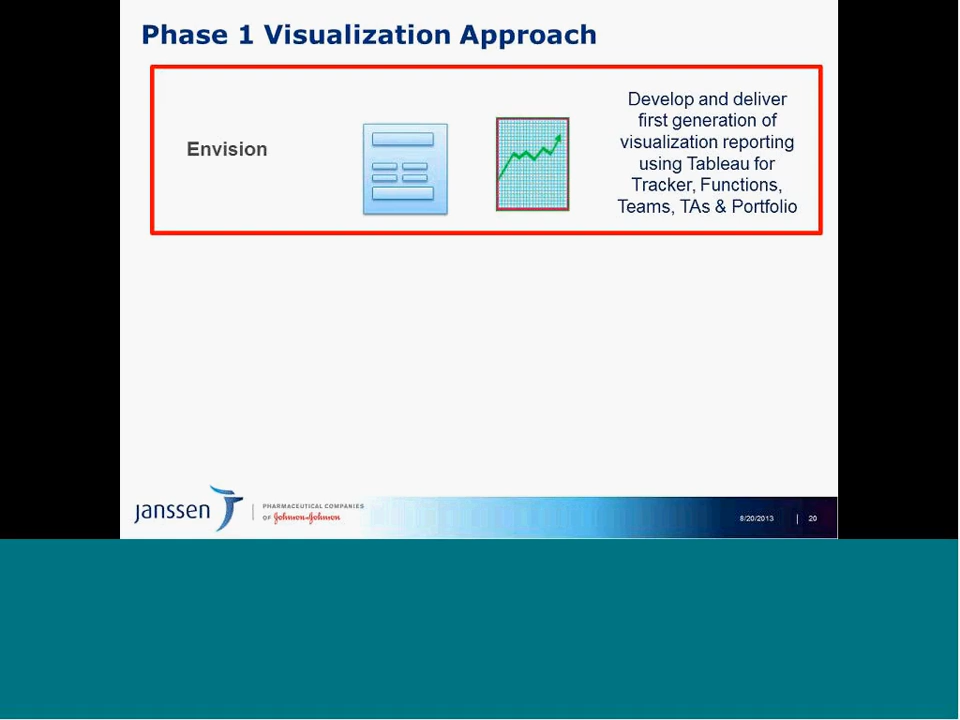 Phase 1 Visualization Approach
Envision
Develop and deliver
first generation of
visualization reporting
using Tableau for
Tracker, Functions,
Teams, TAs & Portfolio
janssen
PHARMACEUTICAL COMPANIES
OF Johnson & Johnson
8/20/2013 | 20